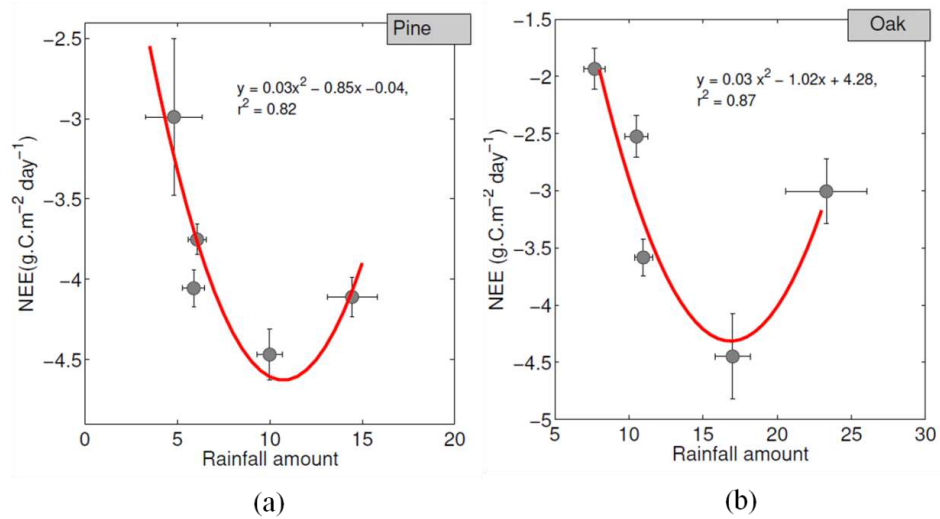 Pine
y = 0.03x² − 0.85x −0.04,
r² = 0.82
−2.5
−3
−3.5
−4
−4.5
NEE(g.C.m⁻² day⁻¹)
0 5 10 15 20
Rainfall amount
(a)
Oak
y = 0.03 x² − 1.02x + 4.28,
r² = 0.87
−1.5
−2
−2.5
−3
−3.5
−4
−4.5
−5
NEE (g.C.m⁻² day⁻¹)
5 10 15 20 25 30
Rainfall amount
(b)